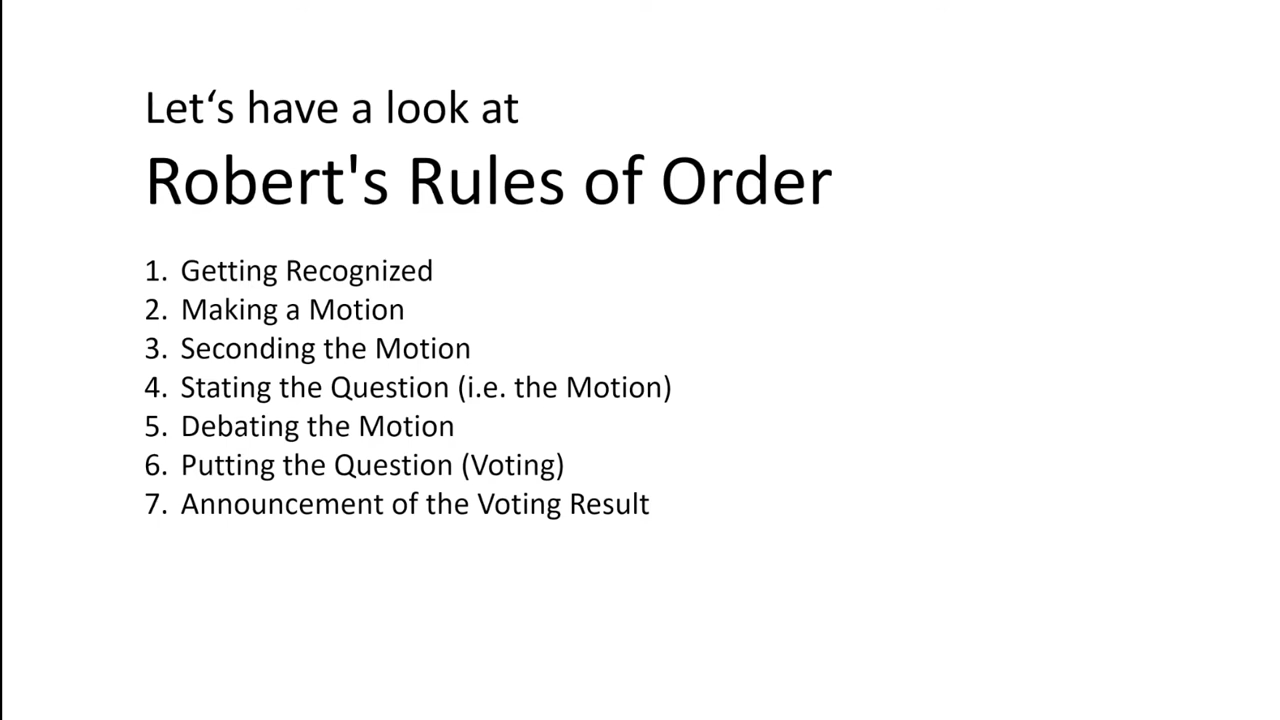 Let‘s have a look at
Robert's Rules of Order
1. Getting Recognized
2. Making a Motion
3. Seconding the Motion
4. Stating the Question (i.e. the Motion)
5. Debating the Motion
6. Putting the Question (Voting)
7. Announcement of the Voting Result